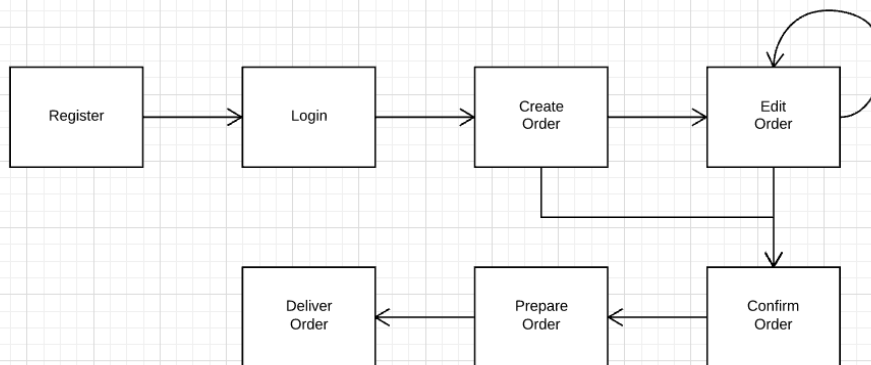 Register
Login
Create
Order
Edit
Order
Deliver
Order
Prepare
Order
Confirm
Order